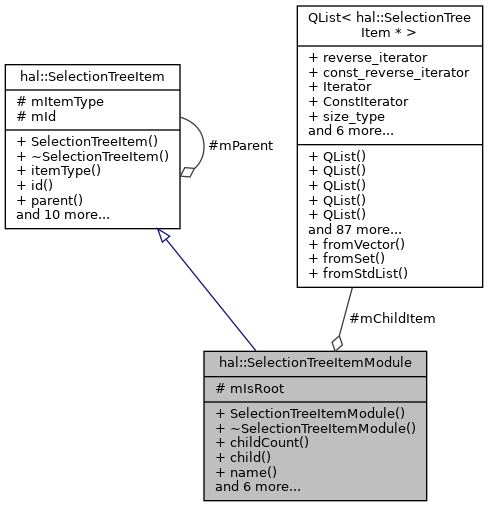 QList< hal::SelectionTree
Item * >
+ reverse_iterator
+ const_reverse_iterator
+ Iterator
+ ConstIterator
+ size_type
and 6 more...
+ QList()
+ QList()
+ QList()
+ QList()
+ QList()
and 87 more...
+ fromVector()
+ fromSet()
+ fromStdList()
hal::SelectionTreeItem
# mItemType
# mId
+ SelectionTreeItem()
+ ~SelectionTreeItem()
+ itemType()
+ id()
+ parent()
and 10 more...
#mParent
#mChildItem
hal::SelectionTreeItemModule
# mIsRoot
+ SelectionTreeItemModule()
+ ~SelectionTreeItemModule()
+ childCount()
+ child()
+ name()
and 6 more...